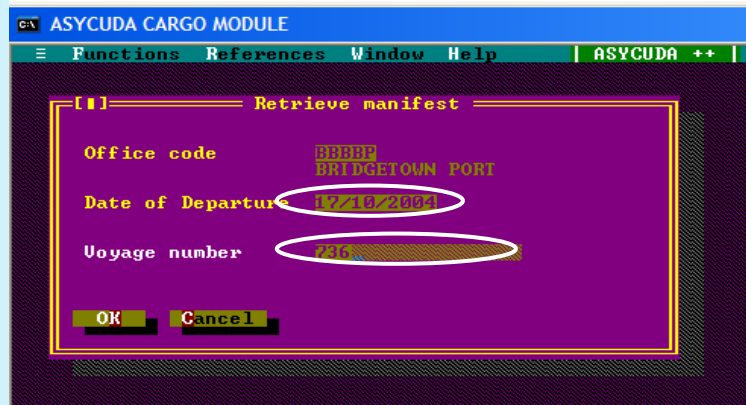 C:\ ASYCUDA CARGO MODULE
≡ Functions References Window Help ASYCUDA ++
Retrieve manifest
Office code BBBBP
BRIDGETOWN PORT
Date of Departure 17/10/2004
Voyage number 736
OK Cancel